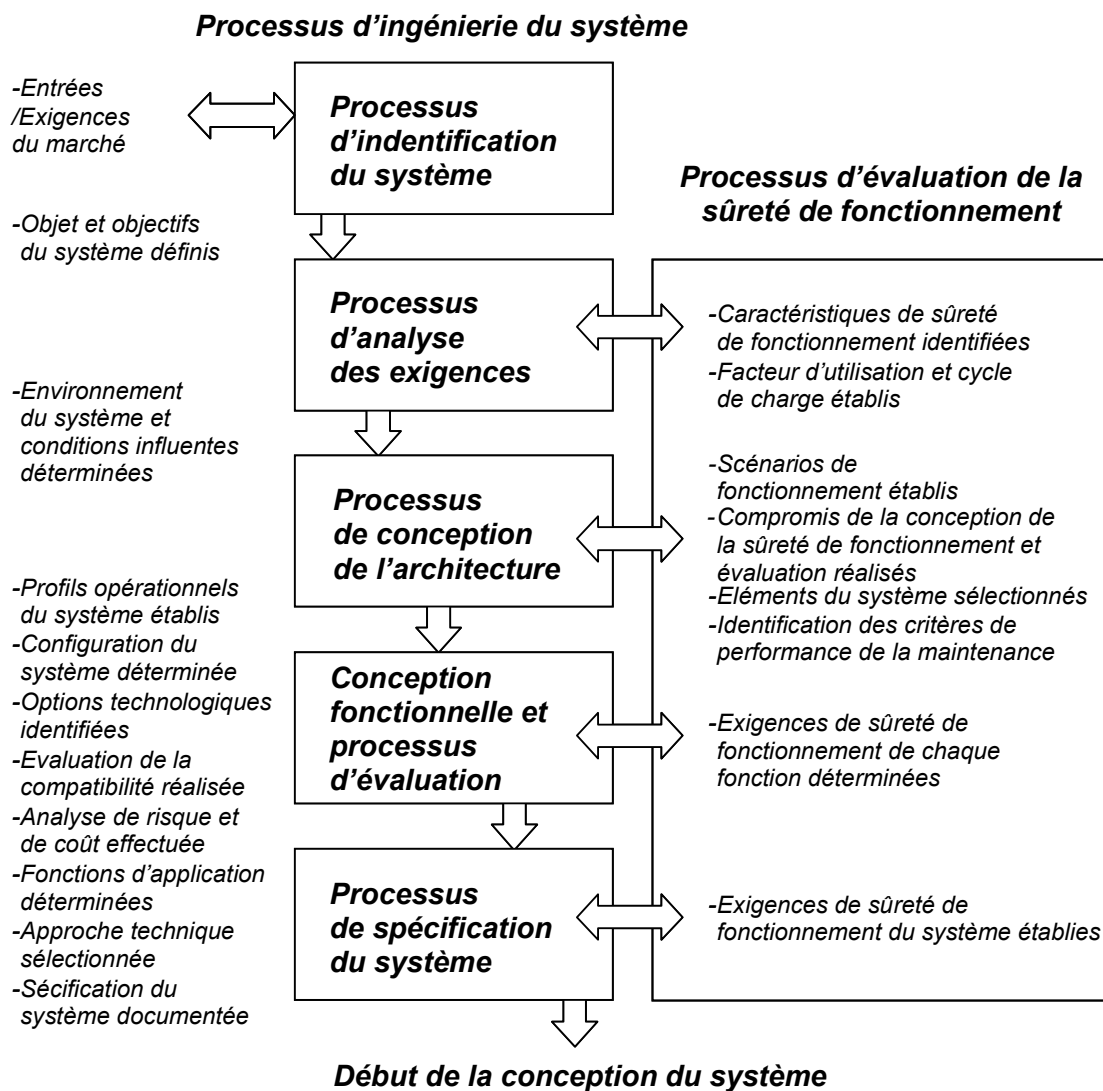 Processus d'ingénierie du système
-Entrées
/Exigences
du marché
Processus
d'indentification
du système
-Objet et objectifs
du système définis
Processus d'évaluation de la
sûreté de fonctionnement
Processus
d'analyse
des exigences
-Caractéristiques de sûreté
de fonctionnement identifiées
-Facteur d'utilisation et cycle
de charge établis
-Environnement
du système et
conditions influentes
déterminées
Processus
de conception
de l'architecture
-Scénarios de
fonctionnement établis
-Compromis de la conception de
la sûreté de fonctionnement et
évaluation réalisés
-Eléments du système sélectionnés
-Identification des critères de
performance de la maintenance
-Profils opérationnels
du système établis
-Configuration du
système déterminée
-Options technologiques
identifiées
-Evaluation de la
compatibilité réalisée
-Analyse de risque et
de coût effectuée
-Fonctions d'application
déterminées
-Approche technique
sélectionnée
-Sécification du
système documentée
Conception
fonctionnelle et
processus
d'évaluation
-Exigences de sûreté de
fonctionnement de chaque
fonction déterminées
Processus
de spécification
du système
-Exigences de sûreté de
fonctionnement du système établies
Début de la conception du système